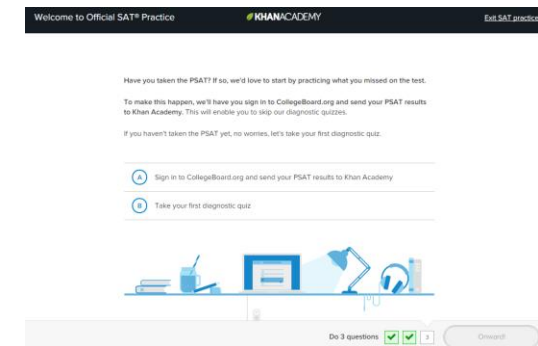 Welcome to Official SAT® Practice
KHANACADEMY
Exit SAT practice
Have you taken the PSAT? If so, we'd love to start by practicing what you missed on the test.
To make this happen, we'll have you sign in to CollegeBoard.org and send your PSAT results
to Khan Academy. This will enable you to skip our diagnostic quizzes.
If you haven't taken the PSAT yet, no worries, let's take your first diagnostic quiz.
A Sign in to CollegeBoard.org and send your PSAT results to Khan Academy
B Take your first diagnostic quiz
Do 3 questions 3 Onward!